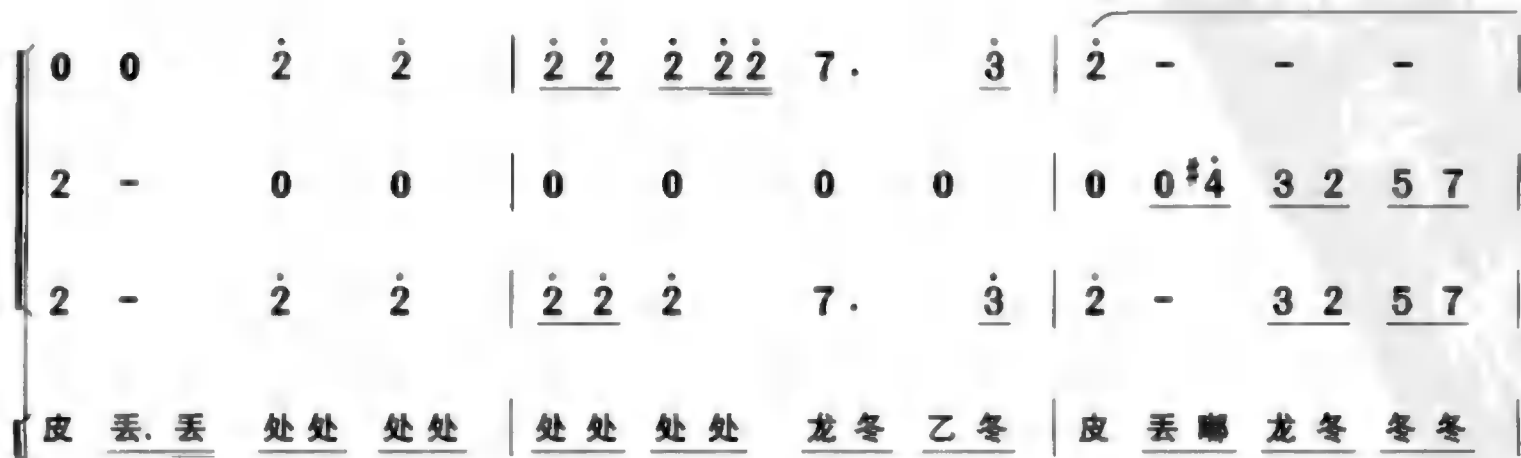 0 0 2̇ 2̇ | 2̇ 2̇ 2̇ 2̇2̇ 7. 3̇ | 2̇ - - - |
2 - 0 0 | 0 0 0 0 | 0 0 #4̇ 3 2 5 7 |
2 - 2̇ 2̇ | 2̇ 2̇ 2̇ 7. 3̇ | 2̇ - 3 2 5 7 |
皮 丢. 丢 处处 处处 | 处处 处处 龙冬 乙冬 | 皮 丢嘟 龙冬 冬冬 |